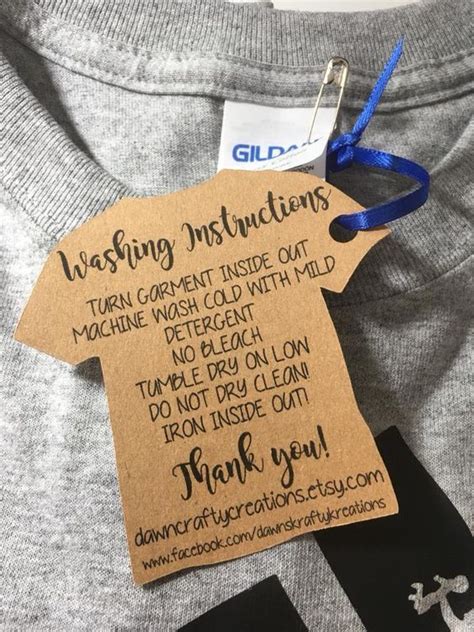 GILDAN
Washing Instructions
TURN GARMENT INSIDE OUT
MACHINE WASH COLD WITH MILD
DETERGENT
NO BLEACH
TUMBLE DRY ON LOW
DO NOT DRY CLEAN!
IRON INSIDE OUT!
Thank you!
dawncraftycreations.etsy.com
www.facebook.com/dawnskraftykreations